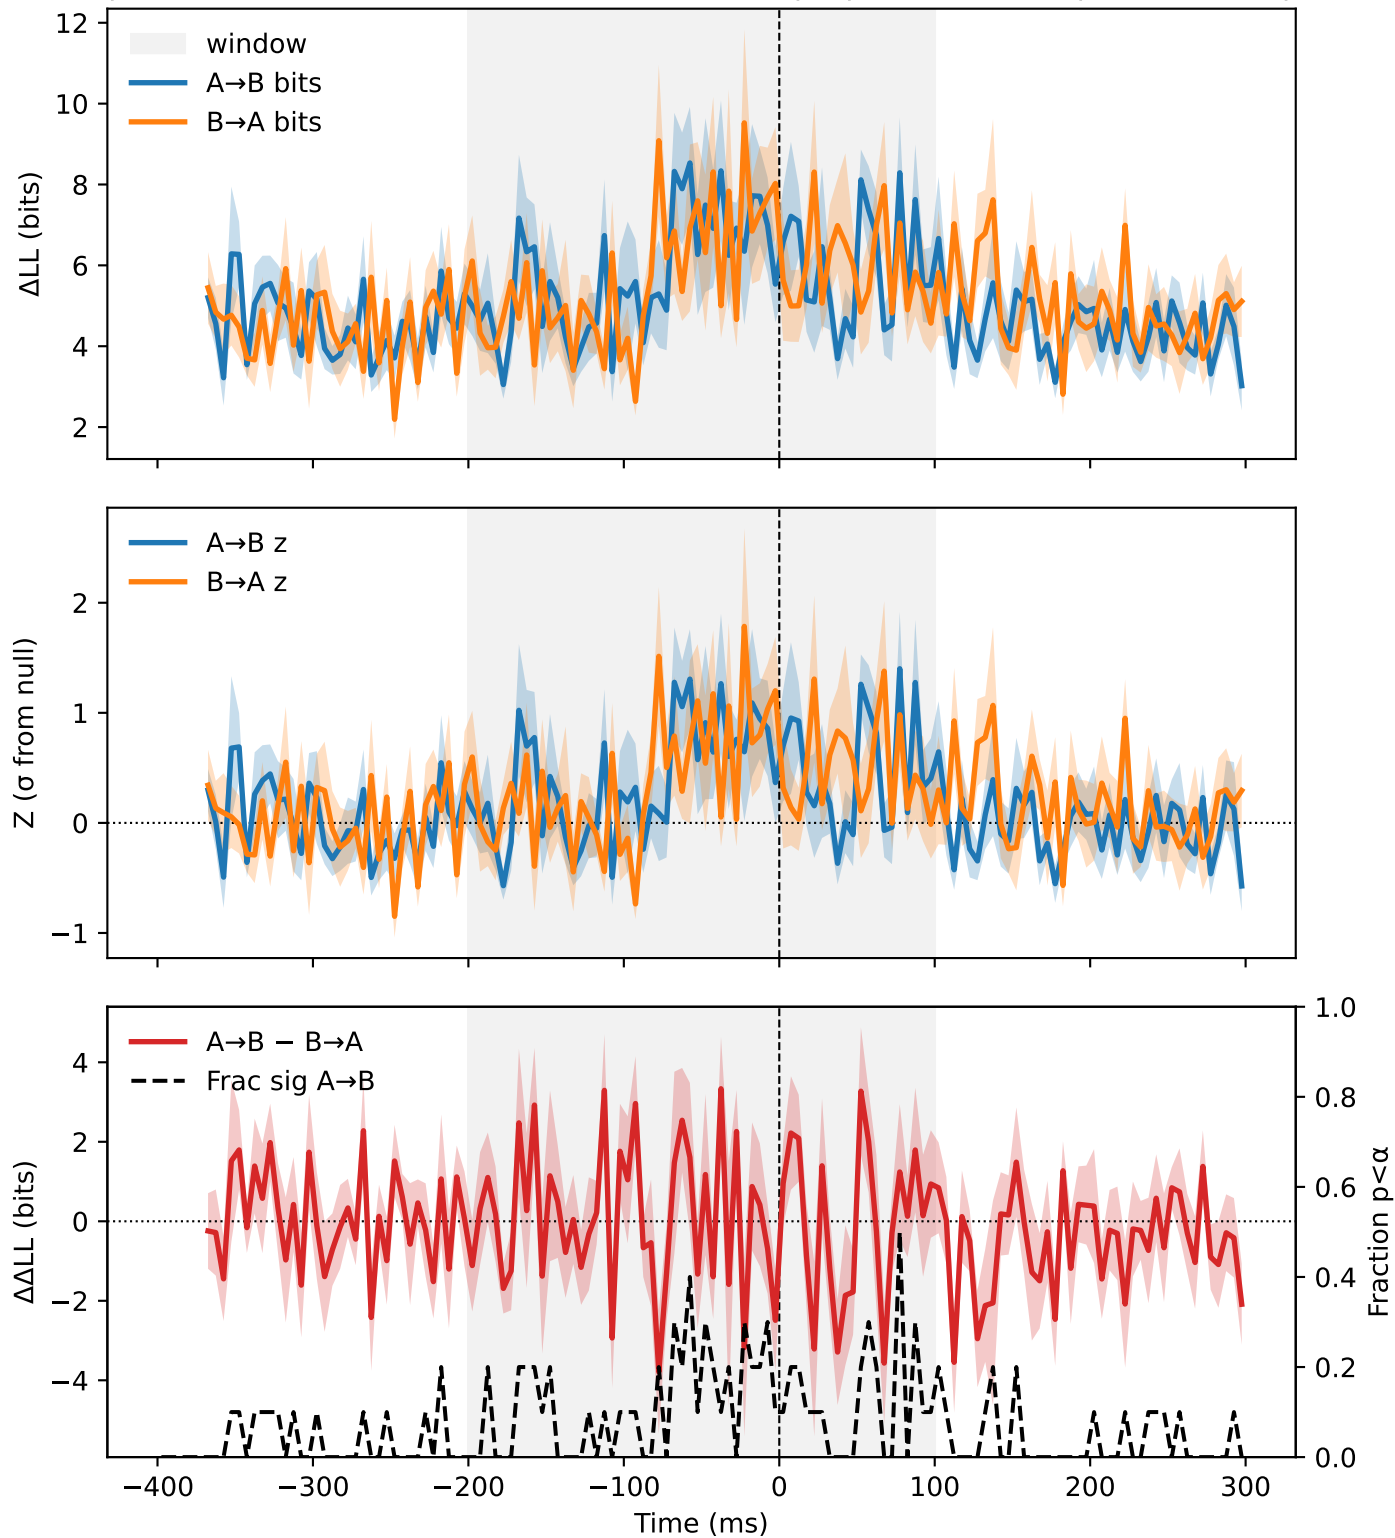 12
10
8
6
4
2
ΔLL (bits)
window
A→B bits
B→A bits
2
1
0
−1
Z (σ from null)
A→B z
B→A z
4
2
0
−2
−4
ΔΔLL (bits)
A→B − B→A
Frac sig A→B
1.0
0.8
0.6
0.4
0.2
0.0
Fraction p<α
−400 −300 −200 −100 0 100 200 300
Time (ms)